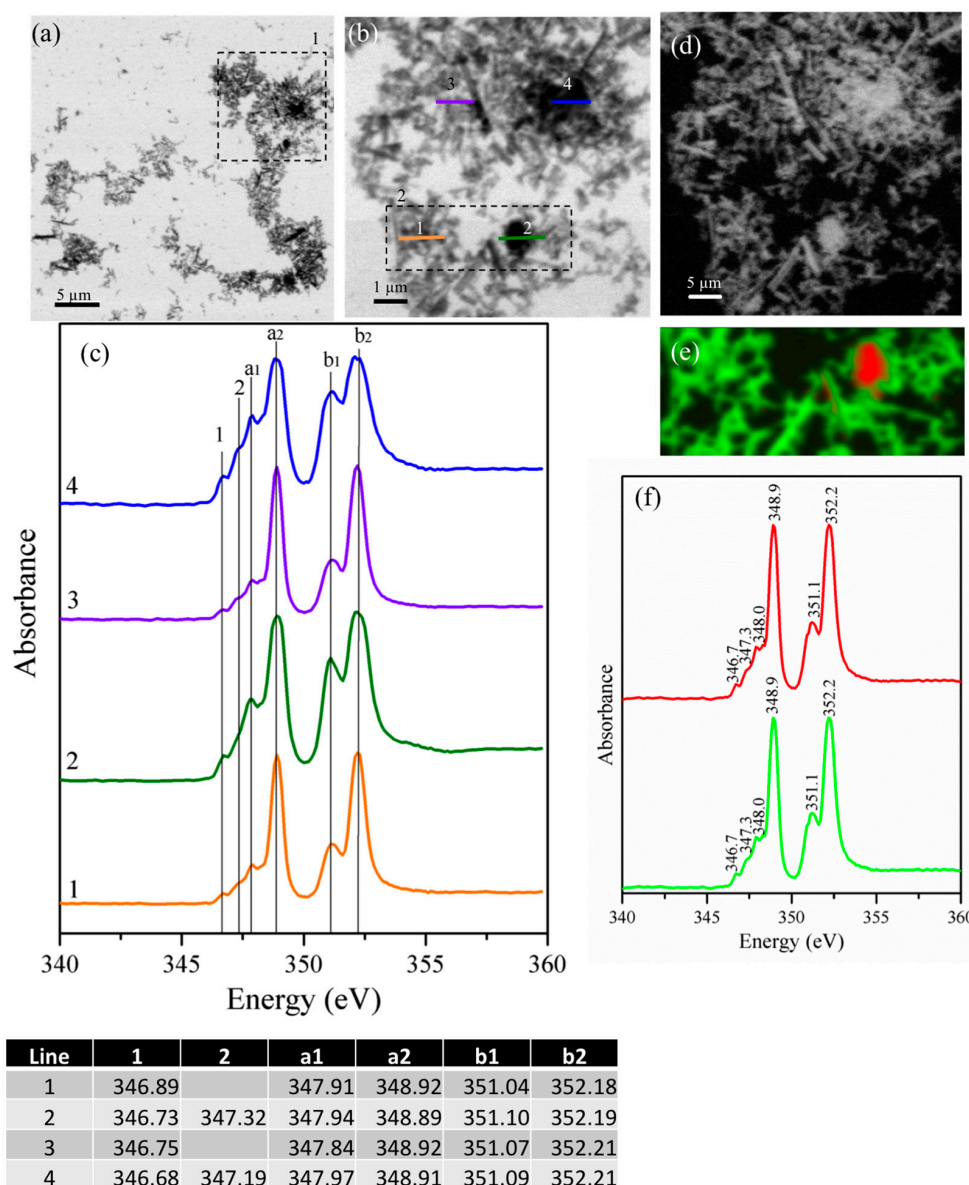 (a)
1
5 µm
(b)
3
4
2
1
2
1 µm
(d)
1 µm
(e)
(c)
1
2
a1
a2
b1
b2
4
3
2
1
Absorbance
340
345
350
355
360
Energy (eV)
(f)
346.7
347.3
348.0
348.9
351.1
352.2
346.7
347.3
348.0
348.9
351.1
352.2
Absorbance
340
345
350
355
360
Energy (eV)
Line 1 2 a1 a2 b1 b2
1 346.89 347.91 348.92 351.04 352.18
2 346.73 347.32 347.94 348.89 351.10 352.19
3 346.75 347.84 348.92 351.07 352.21
4 346.68 347.19 347.97 348.91 351.09 352.21